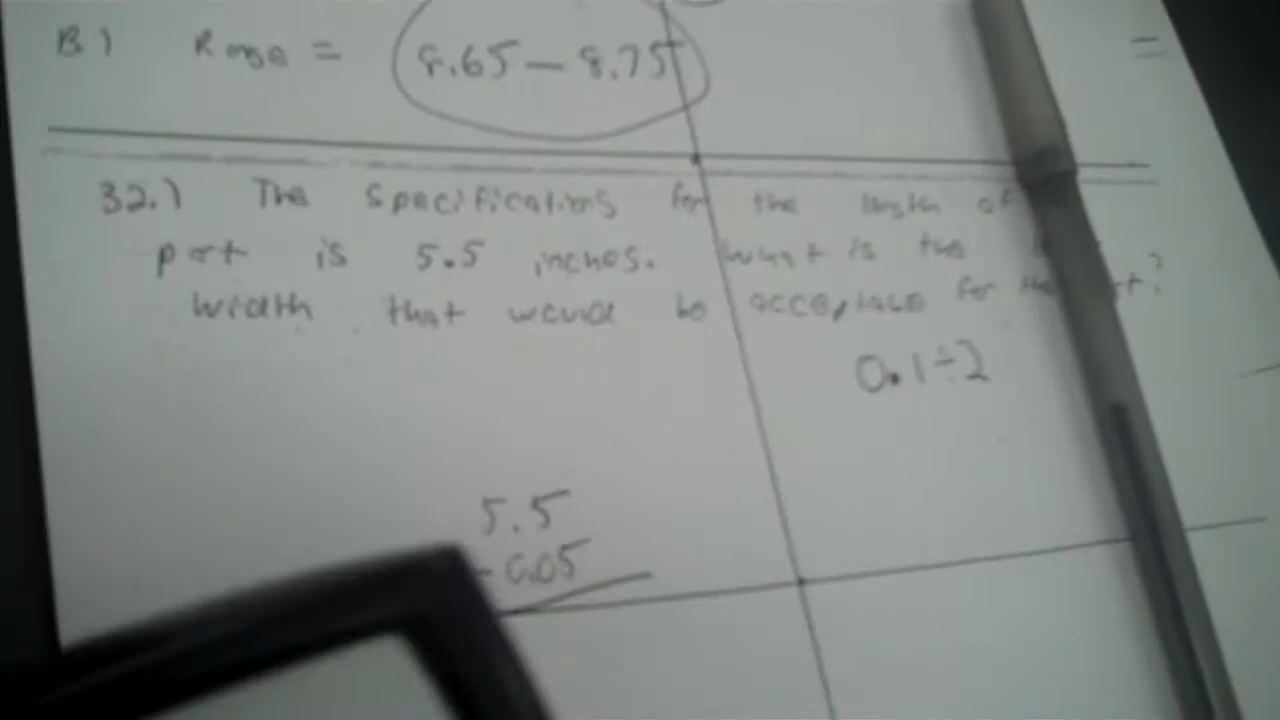 B) Range = 8.65 - 8.75
32.) The specifications for the length of
part is 5.5 inches. What is the
width that would be acceptable for the
0.1÷2
5.5
- 0.05